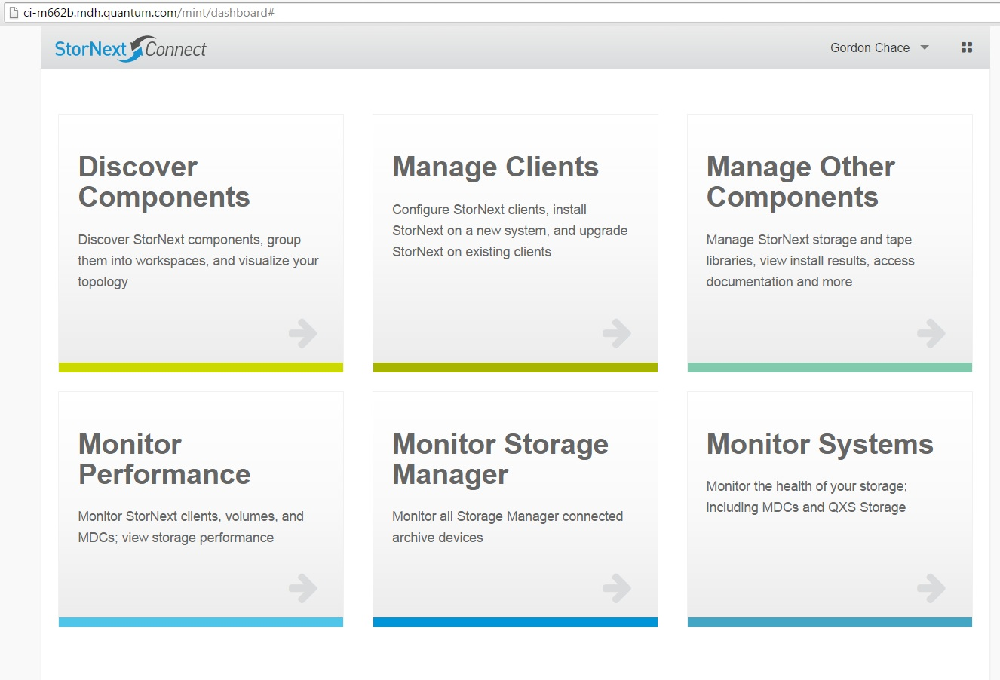 ci-m662b.mdh.quantum.com/mint/dashboard#
StorNext Connect
Gordon Chace
Discover
Components
Discover StorNext components, group
them into workspaces, and visualize your
topology
Manage Clients
Configure StorNext clients, install
StorNext on a new system, and upgrade
StorNext on existing clients
Manage Other
Components
Manage StorNext storage and tape
libraries, view install results, access
documentation and more
Monitor
Performance
Monitor StorNext clients, volumes, and
MDCs; view storage performance
Monitor Storage
Manager
Monitor all Storage Manager connected
archive devices
Monitor Systems
Monitor the health of your storage;
including MDCs and QXS Storage